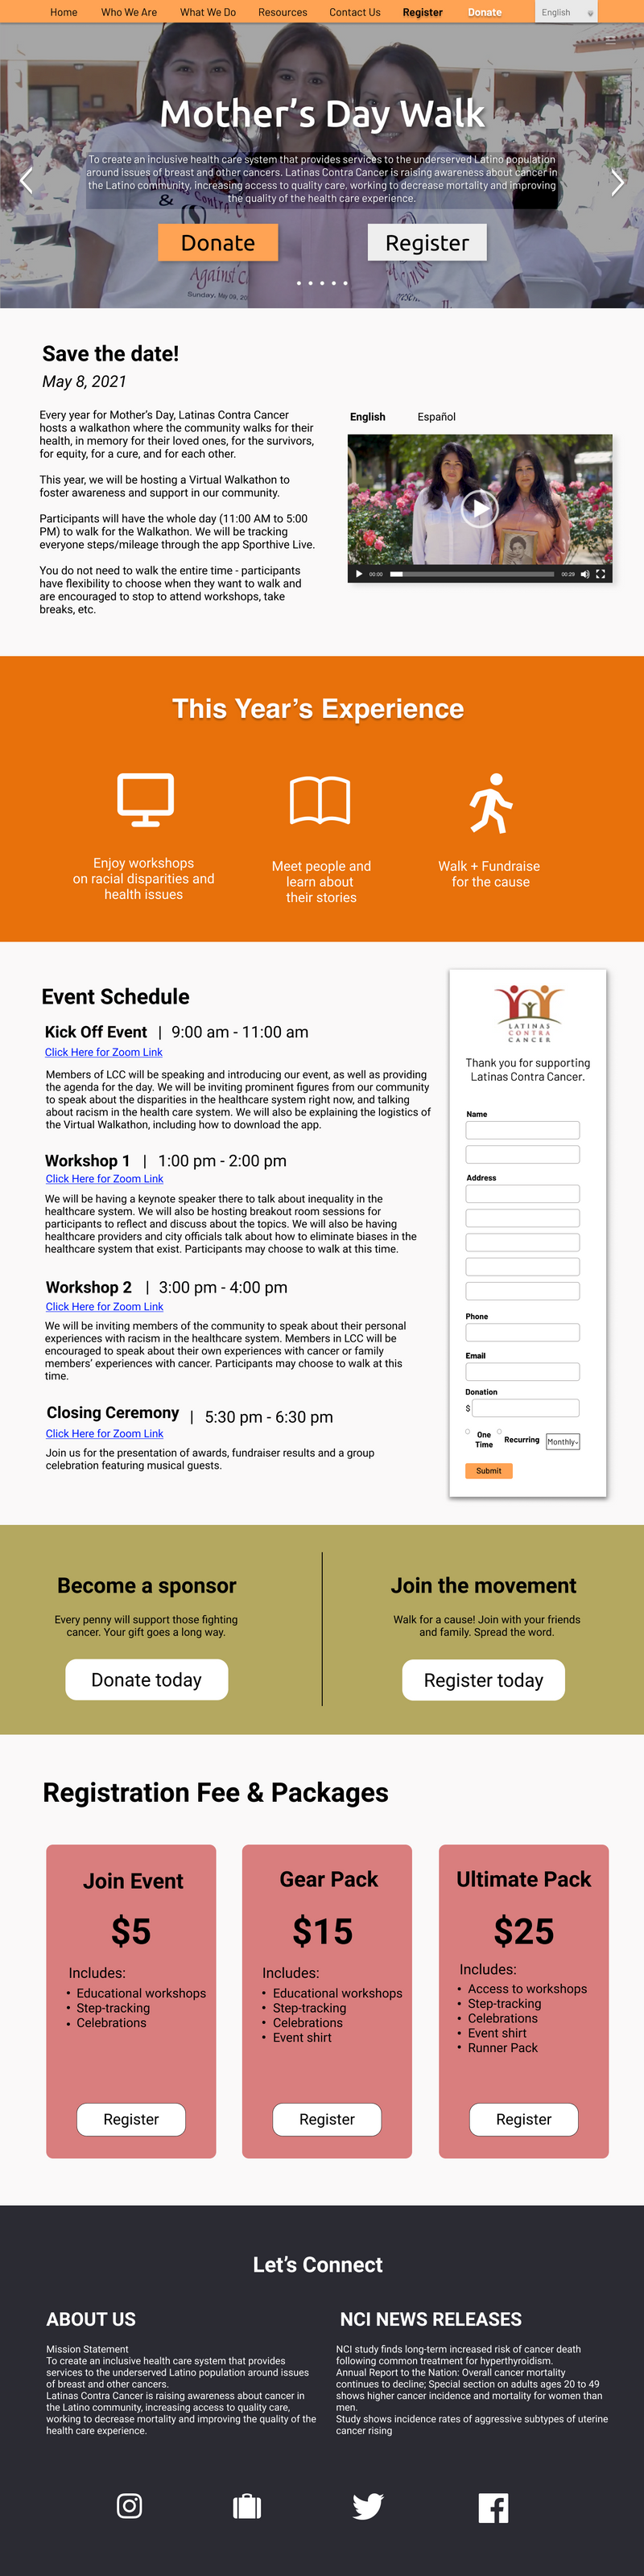 Home Who We Are What We Do Resources Contact Us Register Donate English
Mother's Day Walk
To create an inclusive health care system that provides services to the underserved Latino population
around issues of breast and other cancers. Latinas Contra Cancer is raising awareness about cancer in
the Latino community, increasing access to quality care, working to decrease mortality and improving
the quality of the health care experience.
&
Donate Register
Against
Sunday, May 09, 20
Save the date!
May 8, 2021
Every year for Mother's Day, Latinas Contra Cancer
hosts a walkathon where the community walks for their
health, in memory for their loved ones, for the survivors,
for equity, for a cure, and for each other.
This year, we will be hosting a Virtual Walkathon to
foster awareness and support in our community.
Participants will have the whole day (11:00 AM to 5:00
PM) to walk for the Walkathon. We will be tracking
everyone steps/mileage through the app Sporthive Live.
You do not need to walk the entire time - participants
have flexibility to choose when they want to walk and
are encouraged to stop to attend workshops, take
breaks, etc.
English Español
00:00 00:29
This Year's Experience
Enjoy workshops
on racial disparities and
health issues
Meet people and
learn about
their stories
Walk + Fundraise
for the cause
Event Schedule
Kick Off Event | 9:00 am - 11:00 am
Click Here for Zoom Link
Members of LCC will be speaking and introducing our event, as well as providing
the agenda for the day. We will be inviting prominent figures from our community
to speak about the disparities in the healthcare system right now, and talking
about racism in the health care system. We will also be explaining the logistics of
the Virtual Walkathon, including how to download the app.
Workshop 1 | 1:00 pm - 2:00 pm
Click Here for Zoom Link
We will be having a keynote speaker there to talk about inequality in the
healthcare system. We will also be hosting breakout room sessions for
participants to reflect and discuss about the topics. We will also be having
healthcare providers and city officials talk about how to eliminate biases in the
healthcare system that exist. Participants may choose to walk at this time.
Workshop 2 | 3:00 pm - 4:00 pm
Click Here for Zoom Link
We will be inviting members of the community to speak about their personal
experiences with racism in the healthcare system. Members in LCC will be
encouraged to speak about their own experiences with cancer or family
members' experiences with cancer. Participants may choose to walk at this
time.
Closing Ceremony | 5:30 pm - 6:30 pm
Click Here for Zoom Link
Join us for the presentation of awards, fundraiser results and a group
celebration featuring musical guests.
LATINAS
CONTRA
CANCER
Thank you for supporting
Latinas Contra Cancer.
Name
Address
Phone
Email
Donation
$
One
Time
Recurring
Monthly
Submit
Become a sponsor
Every penny will support those fighting
cancer. Your gift goes a long way.
Donate today
Join the movement
Walk for a cause! Join with your friends
and family. Spread the word.
Register today
Registration Fee & Packages
Join Event
$5
Includes:
• Educational workshops
• Step-tracking
• Celebrations
Register
Gear Pack
$15
Includes:
• Educational workshops
• Step-tracking
• Celebrations
• Event shirt
Register
Ultimate Pack
$25
Includes:
• Access to workshops
• Step-tracking
• Celebrations
• Event shirt
• Runner Pack
Register
Let's Connect
ABOUT US
Mission Statement
To create an inclusive health care system that provides
services to the underserved Latino population around issues
of breast and other cancers.
Latinas Contra Cancer is raising awareness about cancer in
the Latino community, increasing access to quality care,
working to decrease mortality and improving the quality of the
health care experience.
NCI NEWS RELEASES
NCI study finds long-term increased risk of cancer death
following common treatment for hyperthyroidism.
Annual Report to the Nation: Overall cancer mortality
continues to decline; Special section on adults ages 20 to 49
shows higher cancer incidence and mortality for women than
men.
Study shows incidence rates of aggressive subtypes of uterine
cancer rising